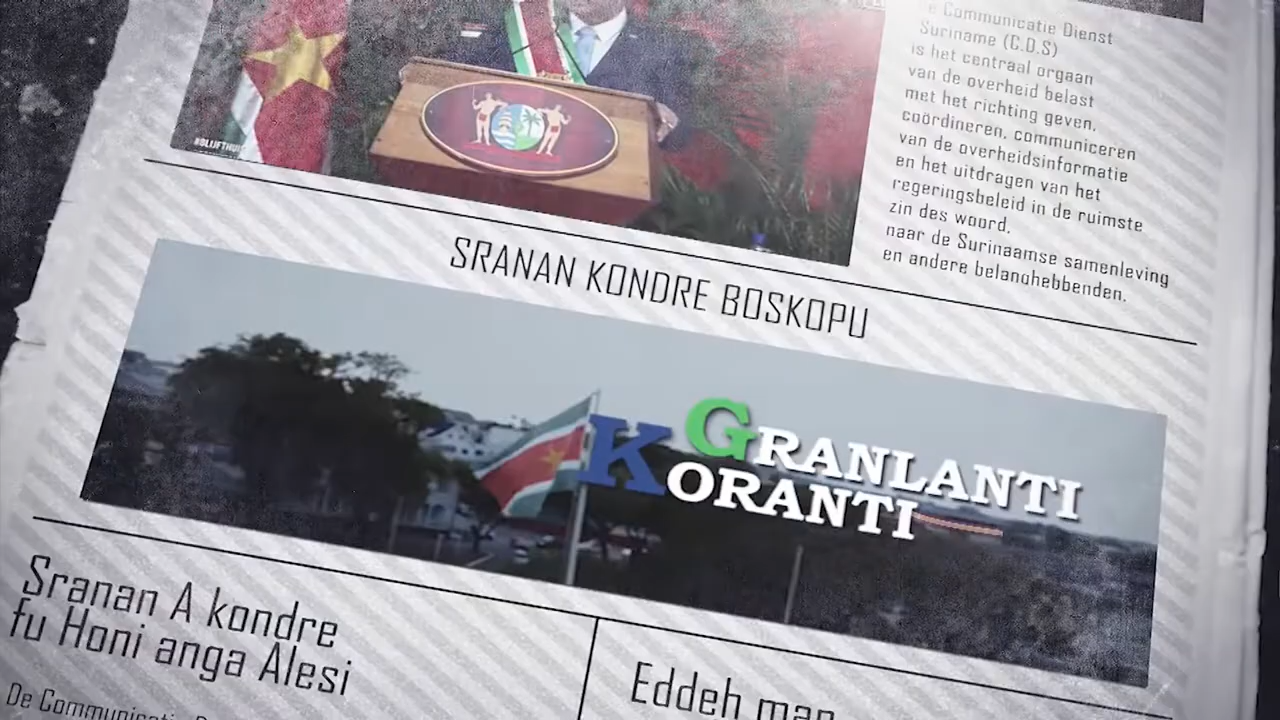 e Communicatie Dienst
Suriname (C.D.S)
is het centraal orgaan
van de overheid belast
met het richting geven,
coördineren, communiceren
van de overheidsinformatie
en het uitdragen van het
regeringsbeleid in de ruimste
zin des woord,
naar de Surinaamse samenleving
en andere belanghebbenden.
SRANAN KONDRE BOSKOPU
GRANLANTI
KORANTI
Sranan A kondre
fu Honi anga Alesi
De
Eddeh man